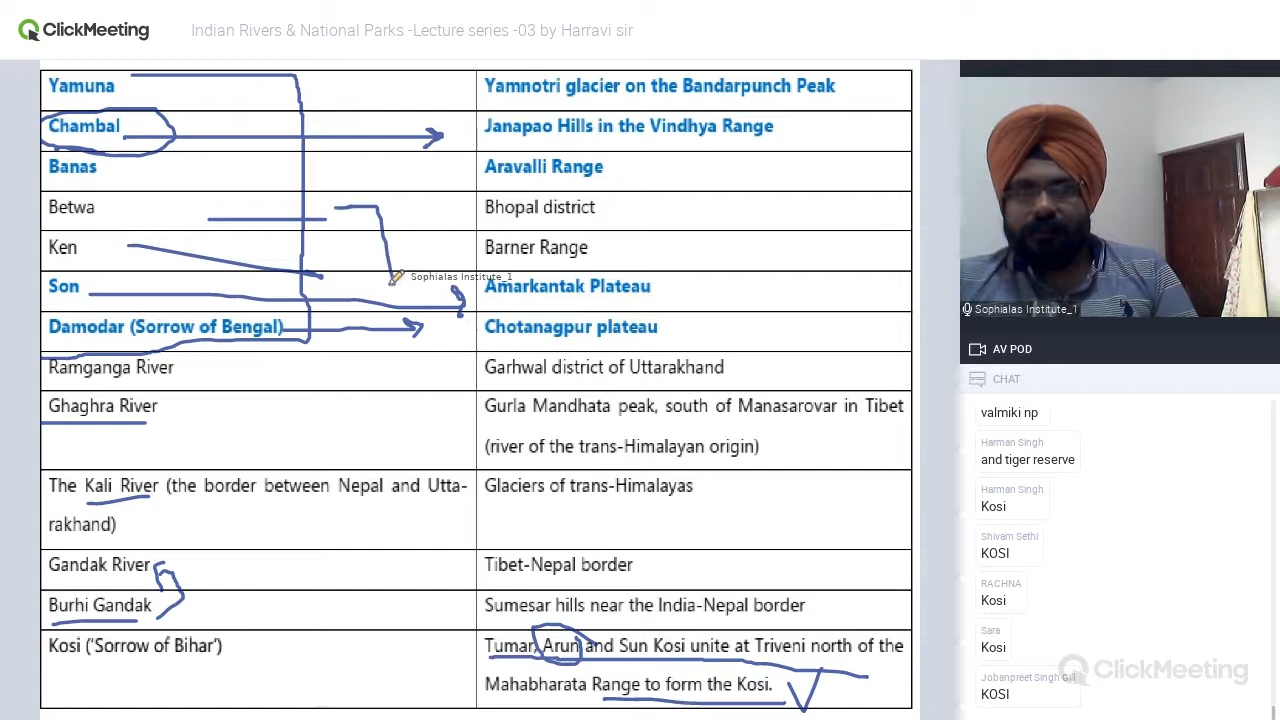 ClickMeeting
Indian Rivers & National Parks -Lecture series -03 by Harravi sir
Yamuna
Yamnotri glacier on the Bandarpunch Peak
Chambal
Janapao Hills in the Vindhya Range
Banas
Aravalli Range
Betwa
Bhopal district
Ken
Barner Range
Sophialas Institute_1
Son
Amarkantak Plateau
Damodar (Sorrow of Bengal)
Chotanagpur plateau
Ramganga River
Garhwal district of Uttarakhand
Ghaghra River
Gurla Mandhata peak, south of Manasarovar in Tibet
(river of the trans-Himalayan origin)
The Kali River (the border between Nepal and Utta-
rakhand)
Glaciers of trans-Himalayas
Gandak River
Tibet-Nepal border
Burhi Gandak
Sumesar hills near the India-Nepal border
Kosi (‘Sorrow of Bihar’)
Tumar, Arun and Sun Kosi unite at Triveni north of the
Mahabharata Range to form the Kosi.
Sophialas Institute_1
AV POD
CHAT
valmiki np
Harman Singh
and tiger reserve
Harman Singh
Kosi
Shivam Sethi
KOSI
RACHNA
Kosi
Sara
Kosi
Jobanpreet Singh Gil
KOSI
ClickMeeting